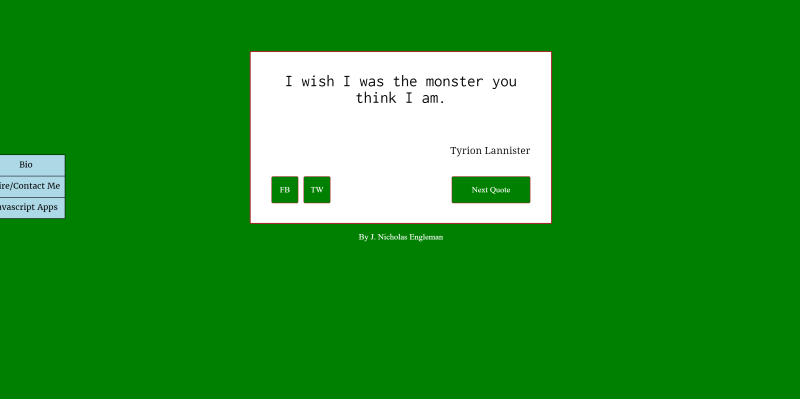 I wish I was the monster you
think I am.
Tyrion Lannister
Bio
ire/Contact Me
avascript Apps
FB
TW
Next Quote
By J. Nicholas Engleman